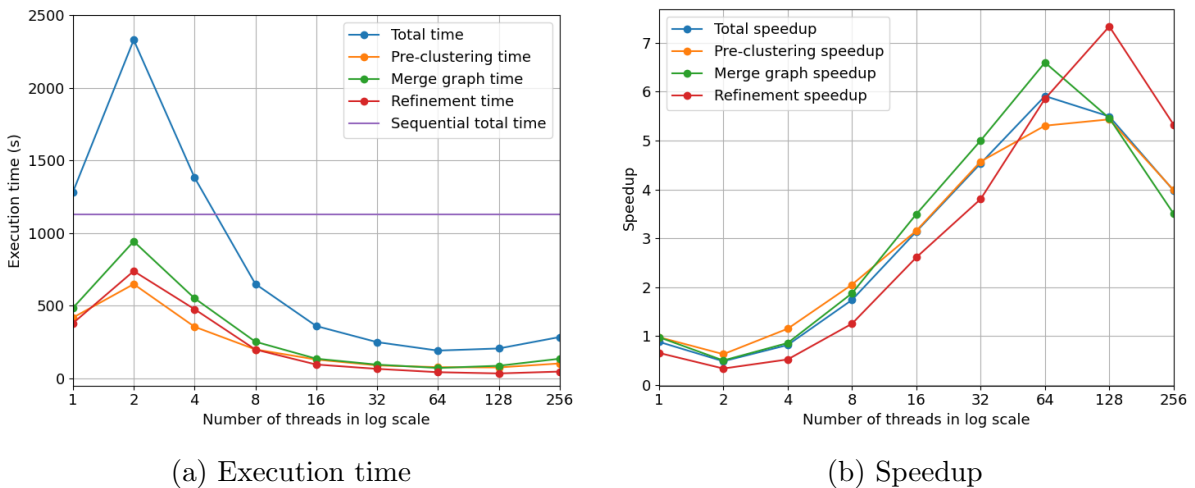 2500
2000
1500
1000
500
0
Execution time (s)
Total time
Pre-clustering time
Merge graph time
Refinement time
Sequential total time
1 2 4 8 16 32 64 128 256
Number of threads in log scale
(a) Execution time
7
6
5
4
3
2
1
0
Speedup
Total speedup
Pre-clustering speedup
Merge graph speedup
Refinement speedup
1 2 4 8 16 32 64 128 256
Number of threads in log scale
(b) Speedup